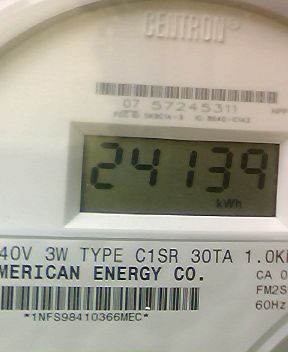 CENTRON®
07 57245311
24139
kWh
40V 3W TYPE C1SR 30TA 1.0K
MERICAN ENERGY CO.
CA 0
FM2S
60Hz
*1NFS98410366MEC*